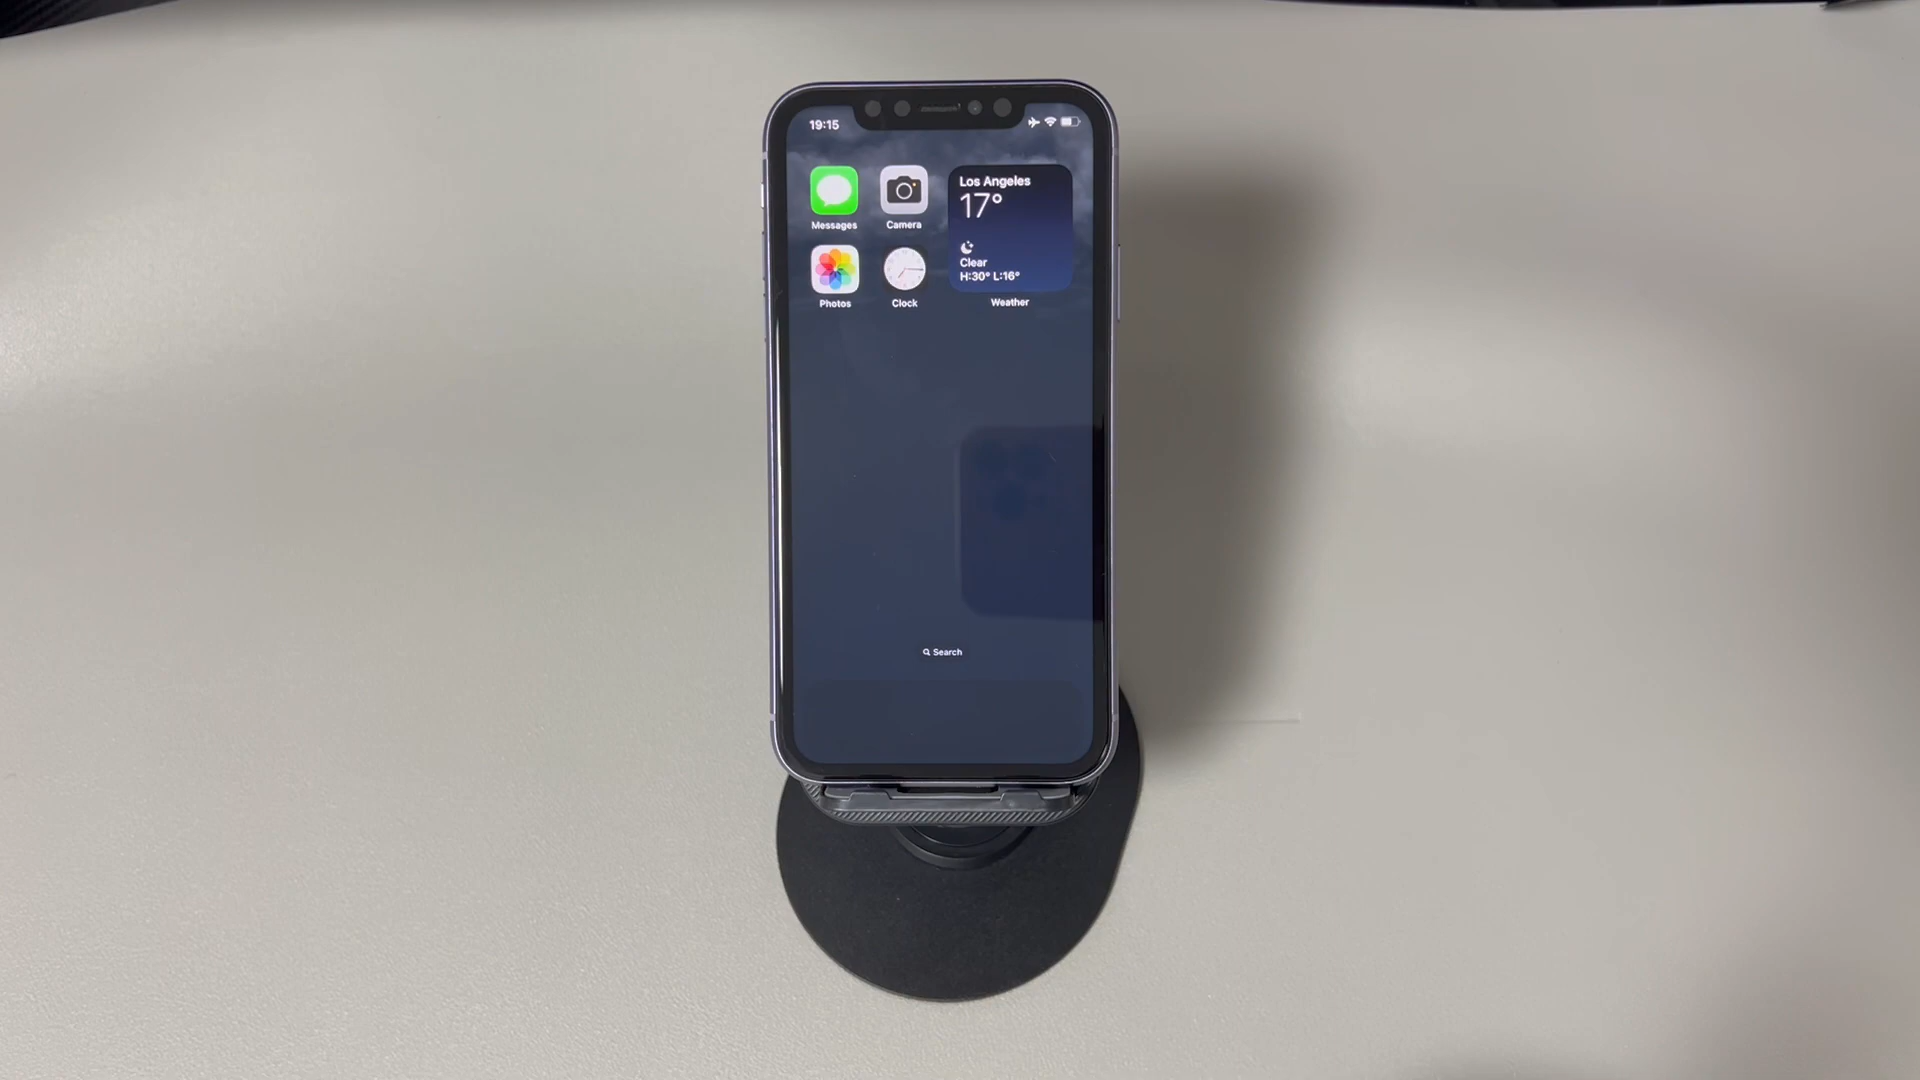 19:15
Messages
Camera
Los Angeles
17°
Clear
H:30° L:16°
Photos
Clock
Weather
Search